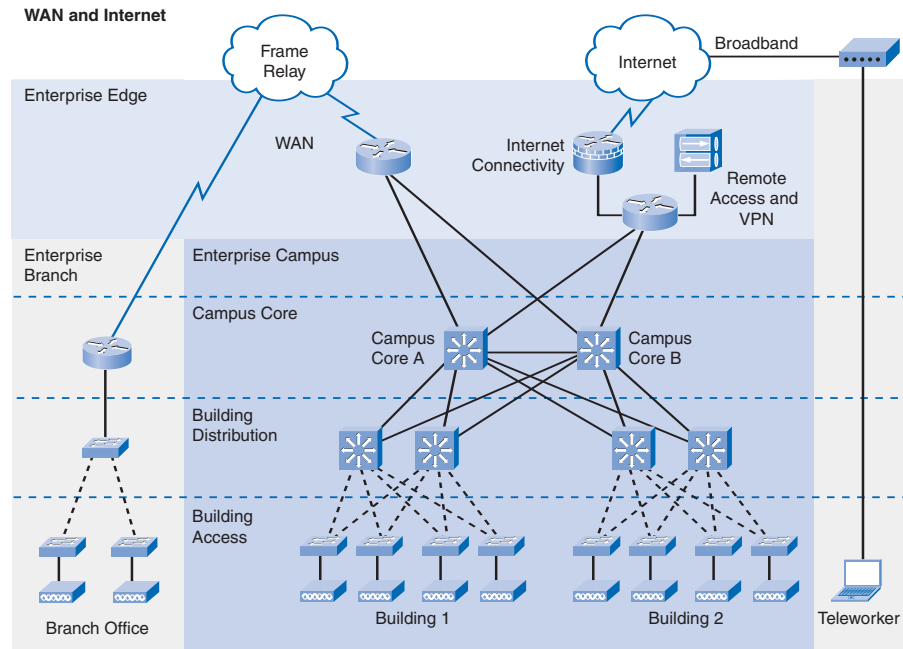 WAN and Internet
Frame
Relay
Internet
Broadband
Enterprise Edge
WAN
Internet
Connectivity
Remote
Access and
VPN
Enterprise
Branch
Enterprise Campus
Campus Core
Campus
Core A
Campus
Core B
Building
Distribution
Building
Access
Branch Office
Building 1
Building 2
Teleworker